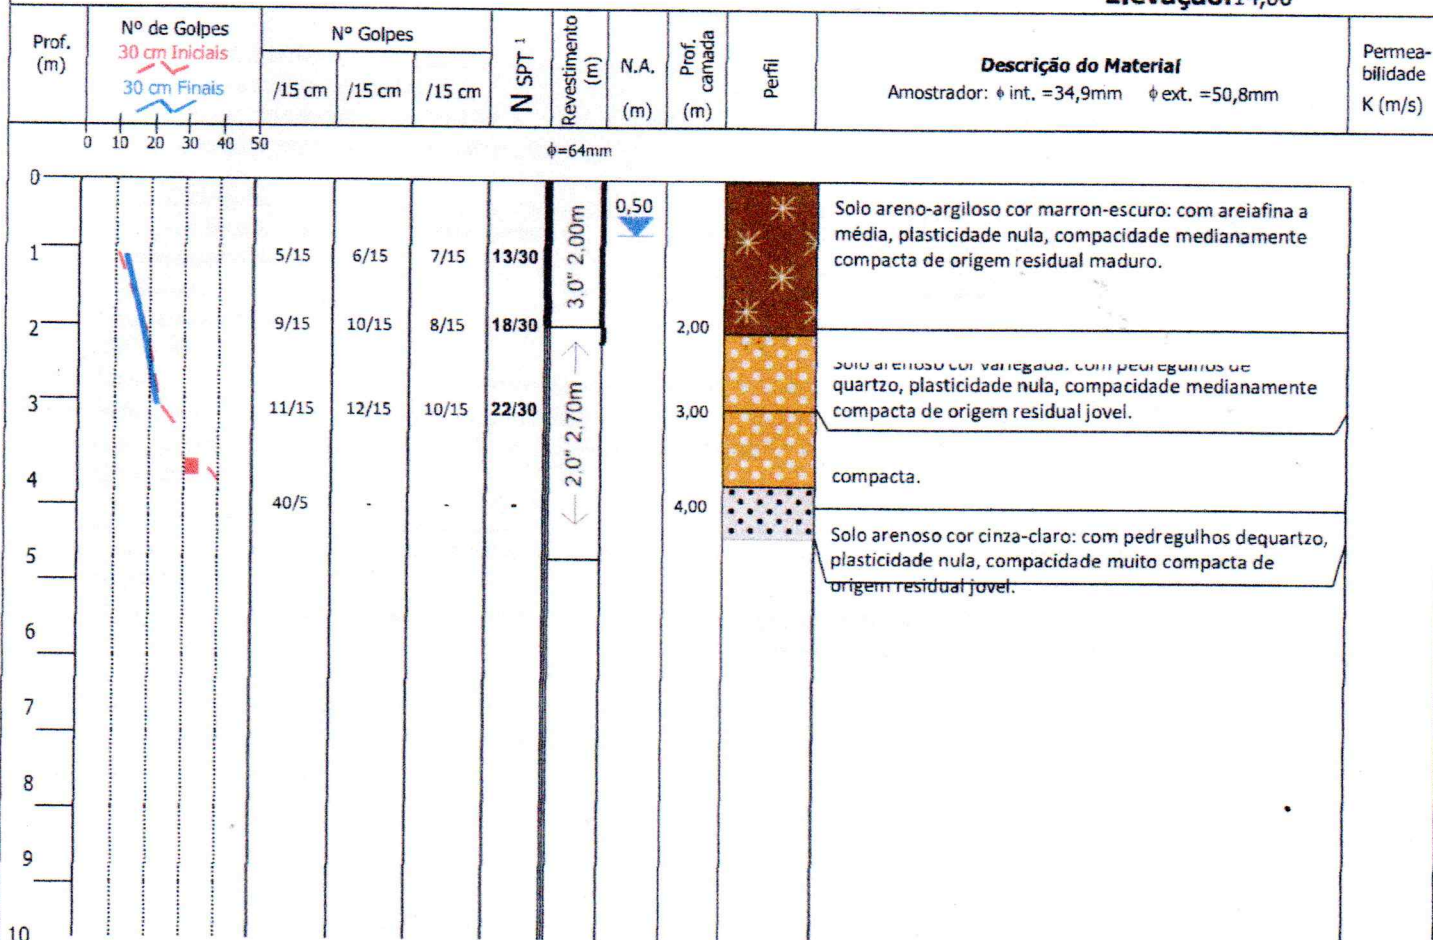 Elevação:14,00
Prof.
(m)
Nº de Golpes
30 cm Iniciais
30 cm Finais
Nº Golpes
/15 cm /15 cm /15 cm
N SPT 1
Revestimento
(m)
N.A.
(m)
Prof.
camada
(m)
Perfil
Descrição do Material
Amostrador: ϕ int. =34,9mm ϕ ext. =50,8mm
Permea-
bilidade
K (m/s)
0 10 20 30 40 50
ϕ=64mm
0
0,50
3.0" 2.00m
Solo areno-argiloso cor marron-escuro: com areiafina a
média, plasticidade nula, compacidade medianamente
compacta de origem residual maduro.
1 5/15 6/15 7/15 13/30
2 9/15 10/15 8/15 18/30 2,00
2.0" 2.70m
Solo arenoso cor variegada: com pedregulhos de
quartzo, plasticidade nula, compacidade medianamente
compacta de origem residual jovel.
3 11/15 12/15 10/15 22/30 3,00
compacta.
4 40/5 - - - 4,00
Solo arenoso cor cinza-claro: com pedregulhos dequartzo,
plasticidade nula, compacidade muito compacta de
origem residual jovel.
5
6
7
8
9
10